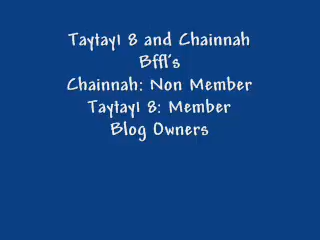 Taytay1 8 and Chainnah
Bffl's
Chainnah: Non Member
Taytay1 8: Member
Blog Owners